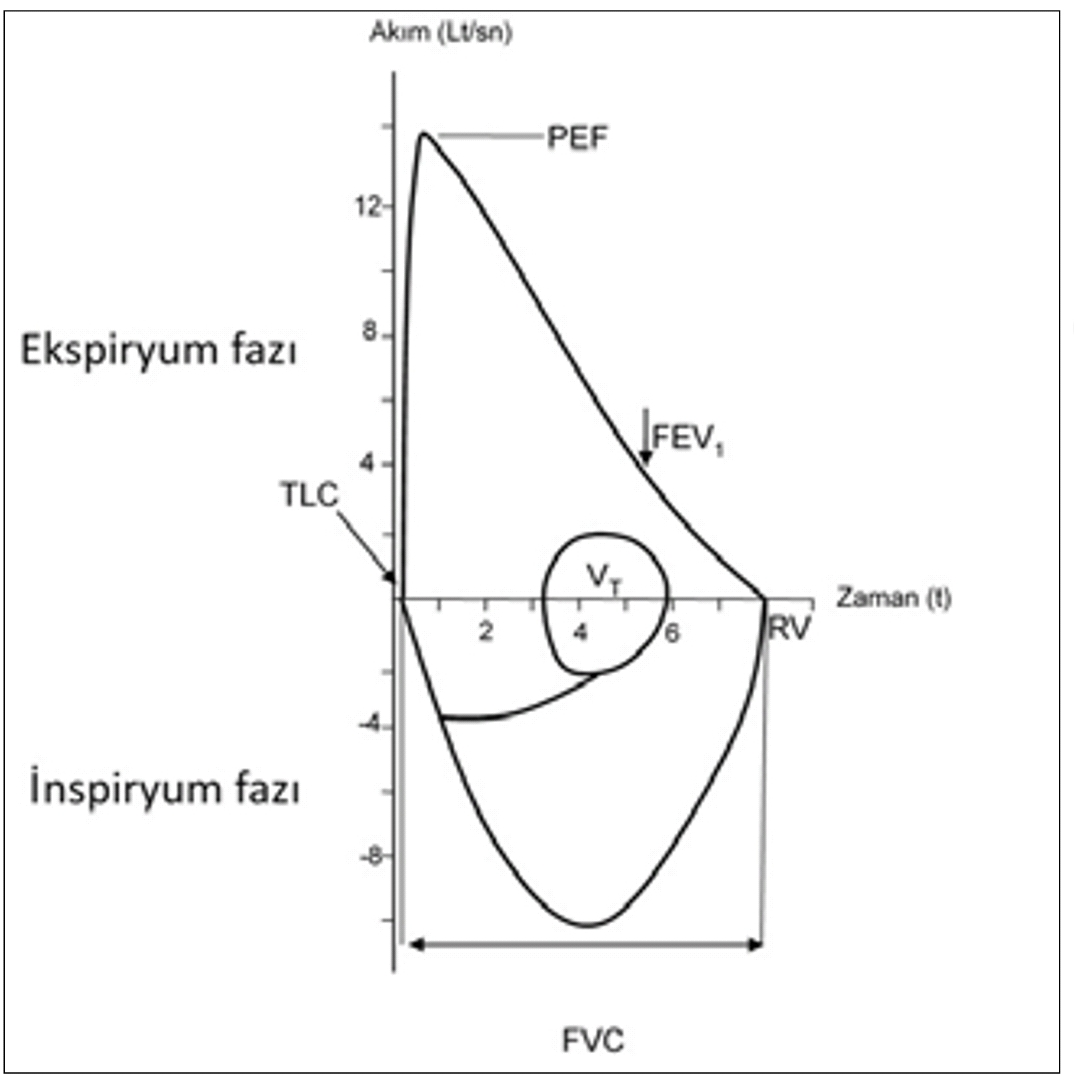 Akım (Lt/sn)
PEF
12
8
Ekspiryum fazı
FEV₁
4
TLC
V_T
Zaman (t)
2 4 6 RV
-4
İnspiryum fazı
-8
FVC